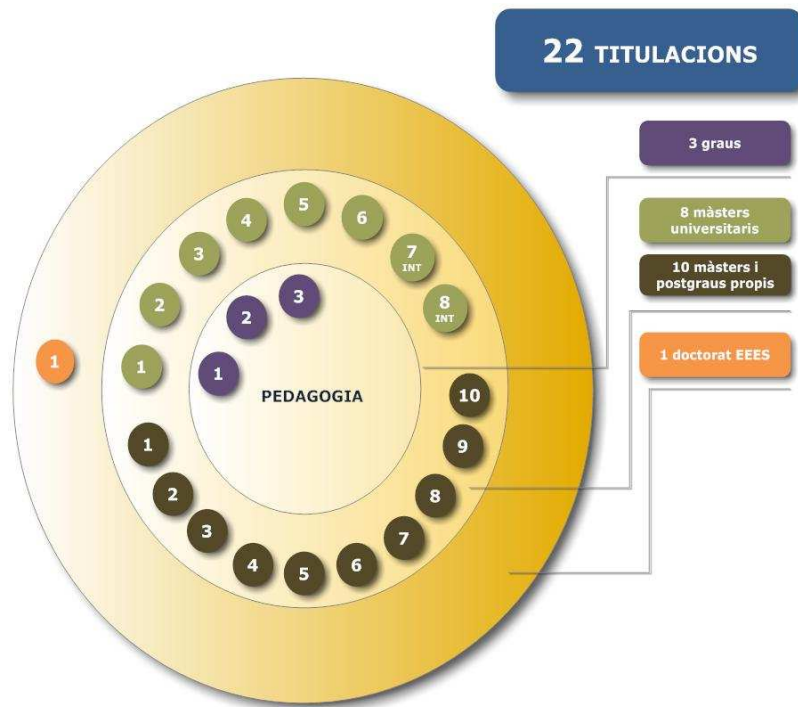 22 TITULACIONS
3 graus
8 màsters
universitaris
10 màsters i
postgraus propis
1 doctorat EEES
5
4
6
3
7
INT
2
8
INT
1
1
3
2
1
PEDAGOGIA
10
1
9
2
8
3
7
4
5
6